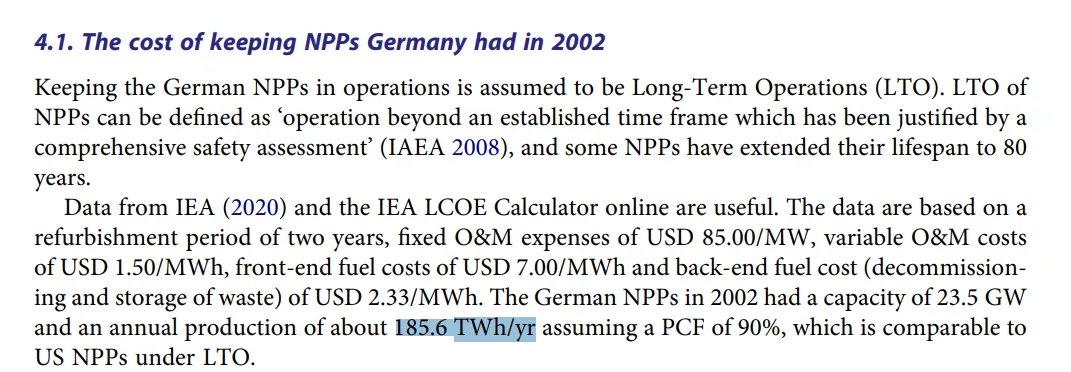 4.1. The cost of keeping NPPs Germany had in 2002
Keeping the German NPPs in operations is assumed to be Long-Term Operations (LTO). LTO of
NPPs can be defined as ‘operation beyond an established time frame which has been justified by a
comprehensive safety assessment’ (IAEA 2008), and some NPPs have extended their lifespan to 80
years.
Data from IEA (2020) and the IEA LCOE Calculator online are useful. The data are based on a
refurbishment period of two years, fixed O&M expenses of USD 85.00/MW, variable O&M costs
of USD 1.50/MWh, front-end fuel costs of USD 7.00/MWh and back-end fuel cost (decommission-
ing and storage of waste) of USD 2.33/MWh. The German NPPs in 2002 had a capacity of 23.5 GW
and an annual production of about 185.6 TWh/yr assuming a PCF of 90%, which is comparable to
US NPPs under LTO.